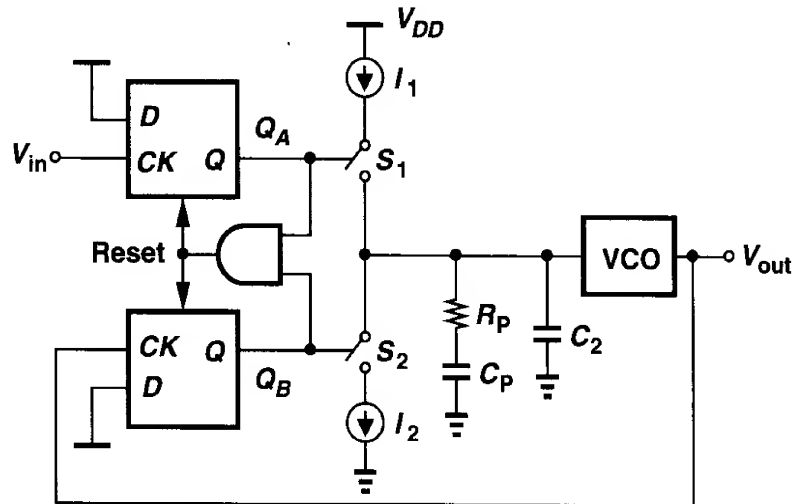 V_DD
I_1
D
Q_A
V_in
CK
Q
S_1
Reset
VCO
V_out
R_P
C_2
CK
Q
S_2
D
Q_B
C_P
I_2